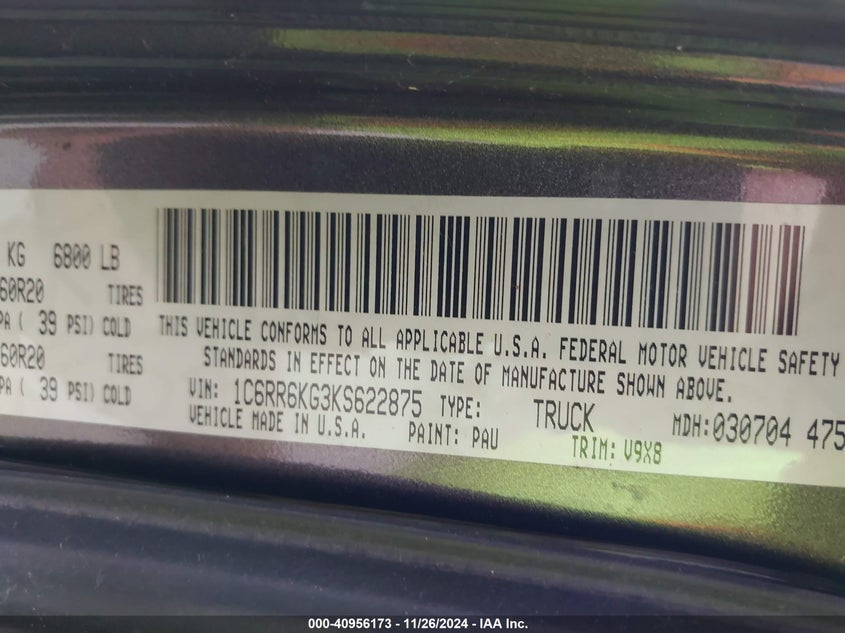 KG 6800 LB
60R20 TIRES
PA ( 39 PSI) COLD
60R20 TIRES
PA ( 39 PSI) COLD
THIS VEHICLE CONFORMS TO ALL APPLICABLE U.S.A. FEDERAL MOTOR VEHICLE SAFETY
STANDARDS IN EFFECT ON THE DATE OF MANUFACTURE SHOWN ABOVE.
VIN: 1C6RR6KG3KS622875 TYPE: TRUCK MDH:030704 475
VEHICLE MADE IN U.S.A. PAINT: PAU TRIM: V9X8
000-40956173 - 11/26/2024 - IAA Inc.